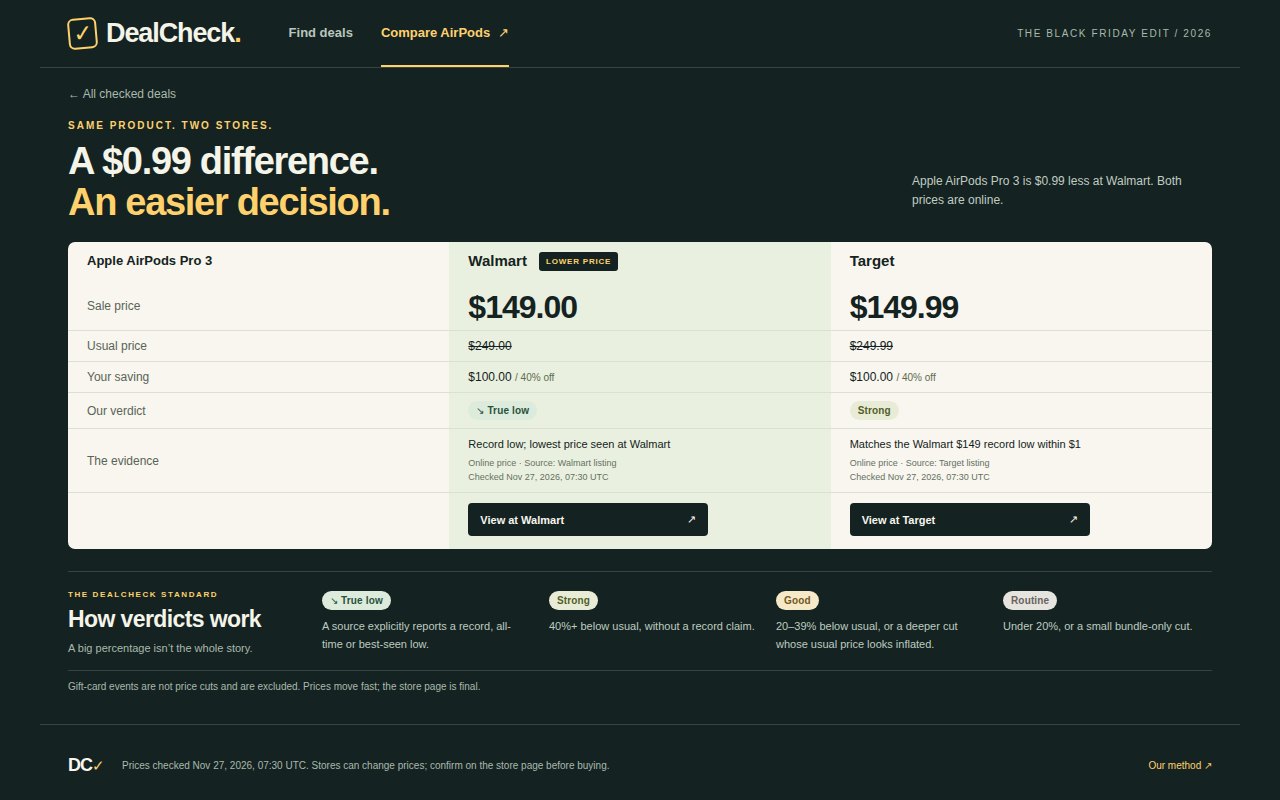 ✓ DealCheck.
Find deals
Compare AirPods ↗
THE BLACK FRIDAY EDIT / 2026
← All checked deals
SAME PRODUCT. TWO STORES.
A $0.99 difference.
An easier decision.
Apple AirPods Pro 3 is $0.99 less at Walmart. Both
prices are online.
Apple AirPods Pro 3
Walmart LOWER PRICE
Target
Sale price
$149.00
$149.99
Usual price
$249.00
$249.99
Your saving
$100.00 / 40% off
$100.00 / 40% off
Our verdict
↘ True low
Strong
The evidence
Record low; lowest price seen at Walmart
Online price · Source: Walmart listing
Checked Nov 27, 2026, 07:30 UTC
Matches the Walmart $149 record low within $1
Online price · Source: Target listing
Checked Nov 27, 2026, 07:30 UTC
View at Walmart ↗
View at Target ↗
THE DEALCHECK STANDARD
How verdicts work
A big percentage isn’t the whole story.
↘ True low
A source explicitly reports a record, all-
time or best-seen low.
Strong
40%+ below usual, without a record claim.
Good
20–39% below usual, or a deeper cut
whose usual price looks inflated.
Routine
Under 20%, or a small bundle-only cut.
Gift-card events are not price cuts and are excluded. Prices move fast; the store page is final.
DC✓
Prices checked Nov 27, 2026, 07:30 UTC. Stores can change prices; confirm on the store page before buying.
Our method ↗